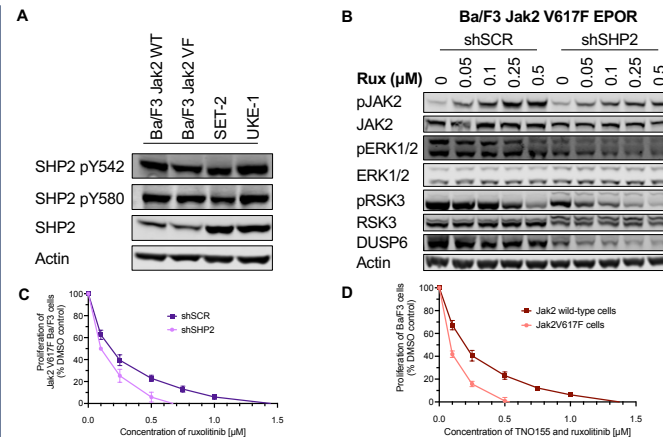 A
Ba/F3 Jak2 WT
Ba/F3 Jak2 VF
SET-2
UKE-1
SHP2 pY542
SHP2 pY580
SHP2
Actin
B
Ba/F3 Jak2 V617F EPOR
shSCR shSHP2
Rux (μM) 0 0.05 0.1 0.25 0.5 0 0.05 0.1 0.25 0.5
pJAK2
JAK2
pERK1/2
ERK1/2
pRSK3
RSK3
DUSP6
Actin
C
Proliferation of
Jak2 V617F Ba/F3 cells
(% DMSO control)
100
80
60
40
20
0
shSCR
shSHP2
0.0 0.5 1.0 1.5
Concentration of ruxolitinib [μM]
D
Proliferation of Ba/F3 cells
(% DMSO control)
100
80
60
40
20
0
Jak2 wild-type cells
Jak2V617F cells
0.0 0.5 1.0 1.5
Concentration of TNO155 and ruxolitinib [μM]